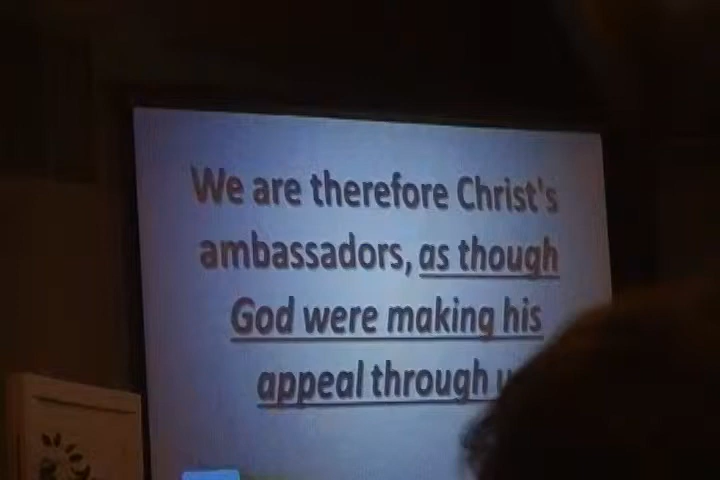 We are therefore Christ's
ambassadors, as though
God were making his
appeal through